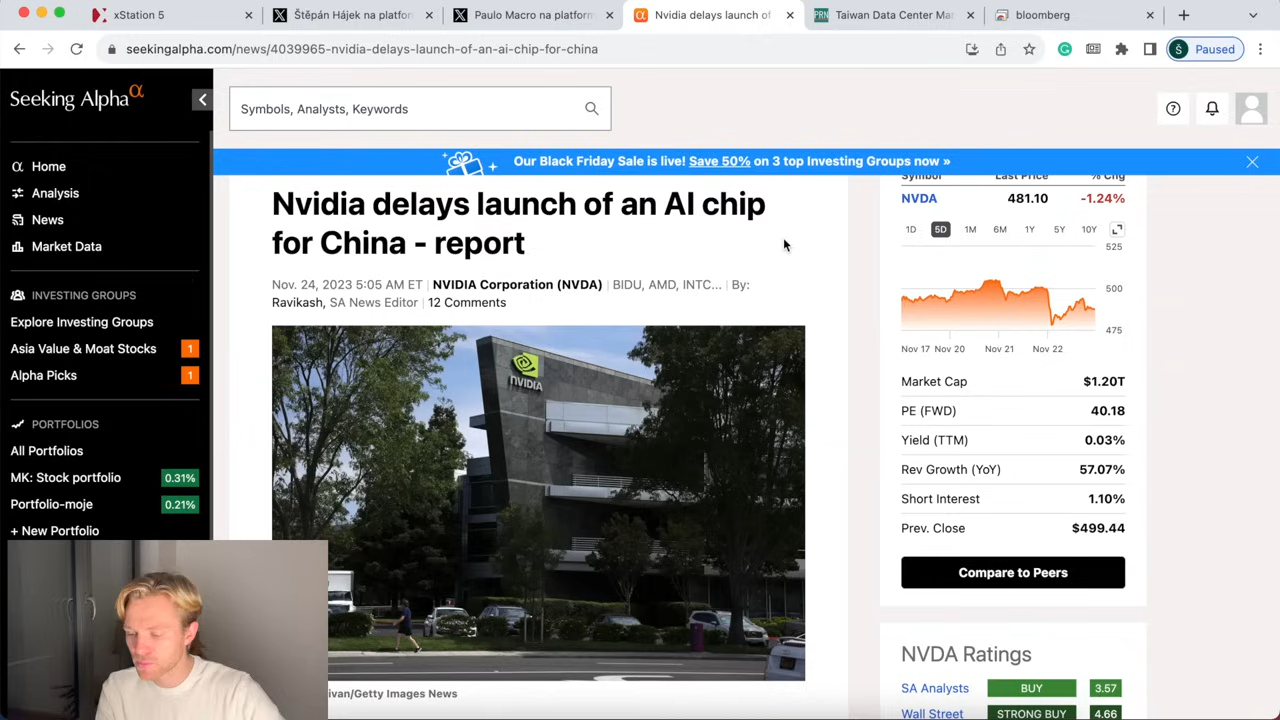 xStation 5
Štěpán Hájek na platfor
Paulo Macro na platform
Nvidia delays launch of
PRN
Taiwan Data Center Mar
bloomberg
seekingalpha.com/news/4039965-nvidia-delays-launch-of-an-ai-chip-for-china
Š
Paused
Seeking Alpha α
Symbols, Analysts, Keywords
Our Black Friday Sale is live! Save 50% on 3 top Investing Groups now »
Home
Analysis
News
Market Data
INVESTING GROUPS
Explore Investing Groups
Asia Value & Moat Stocks 1
Alpha Picks 1
PORTFOLIOS
All Portfolios
MK: Stock portfolio 0.31%
Portfolio-moje 0.21%
+ New Portfolio
Nvidia delays launch of an AI chip
for China - report
Nov. 24, 2023 5:05 AM ET | NVIDIA Corporation (NVDA) | BIDU, AMD, INTC... | By:
Ravikash, SA News Editor | 12 Comments
NVIDIA
ivan/Getty Images News
Symbol Last Price % Chg
NVDA 481.10 -1.24%
1D 5D 1M 6M 1Y 5Y 10Y
525
500
475
Nov 17 Nov 20 Nov 21 Nov 22
Market Cap $1.20T
PE (FWD) 40.18
Yield (TTM) 0.03%
Rev Growth (YoY) 57.07%
Short Interest 1.10%
Prev. Close $499.44
Compare to Peers
NVDA Ratings
SA Analysts BUY 3.57
Wall Street STRONG BUY 4.66